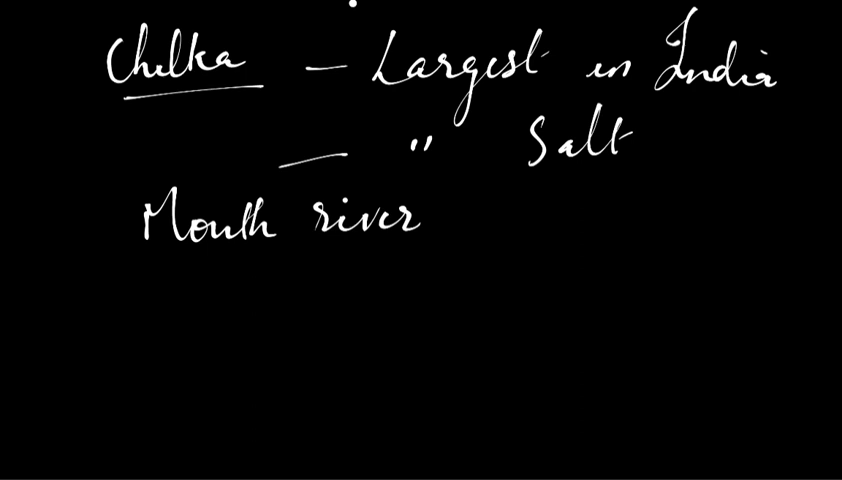 Chilka – Largest in India
— " Salt
Mouth river